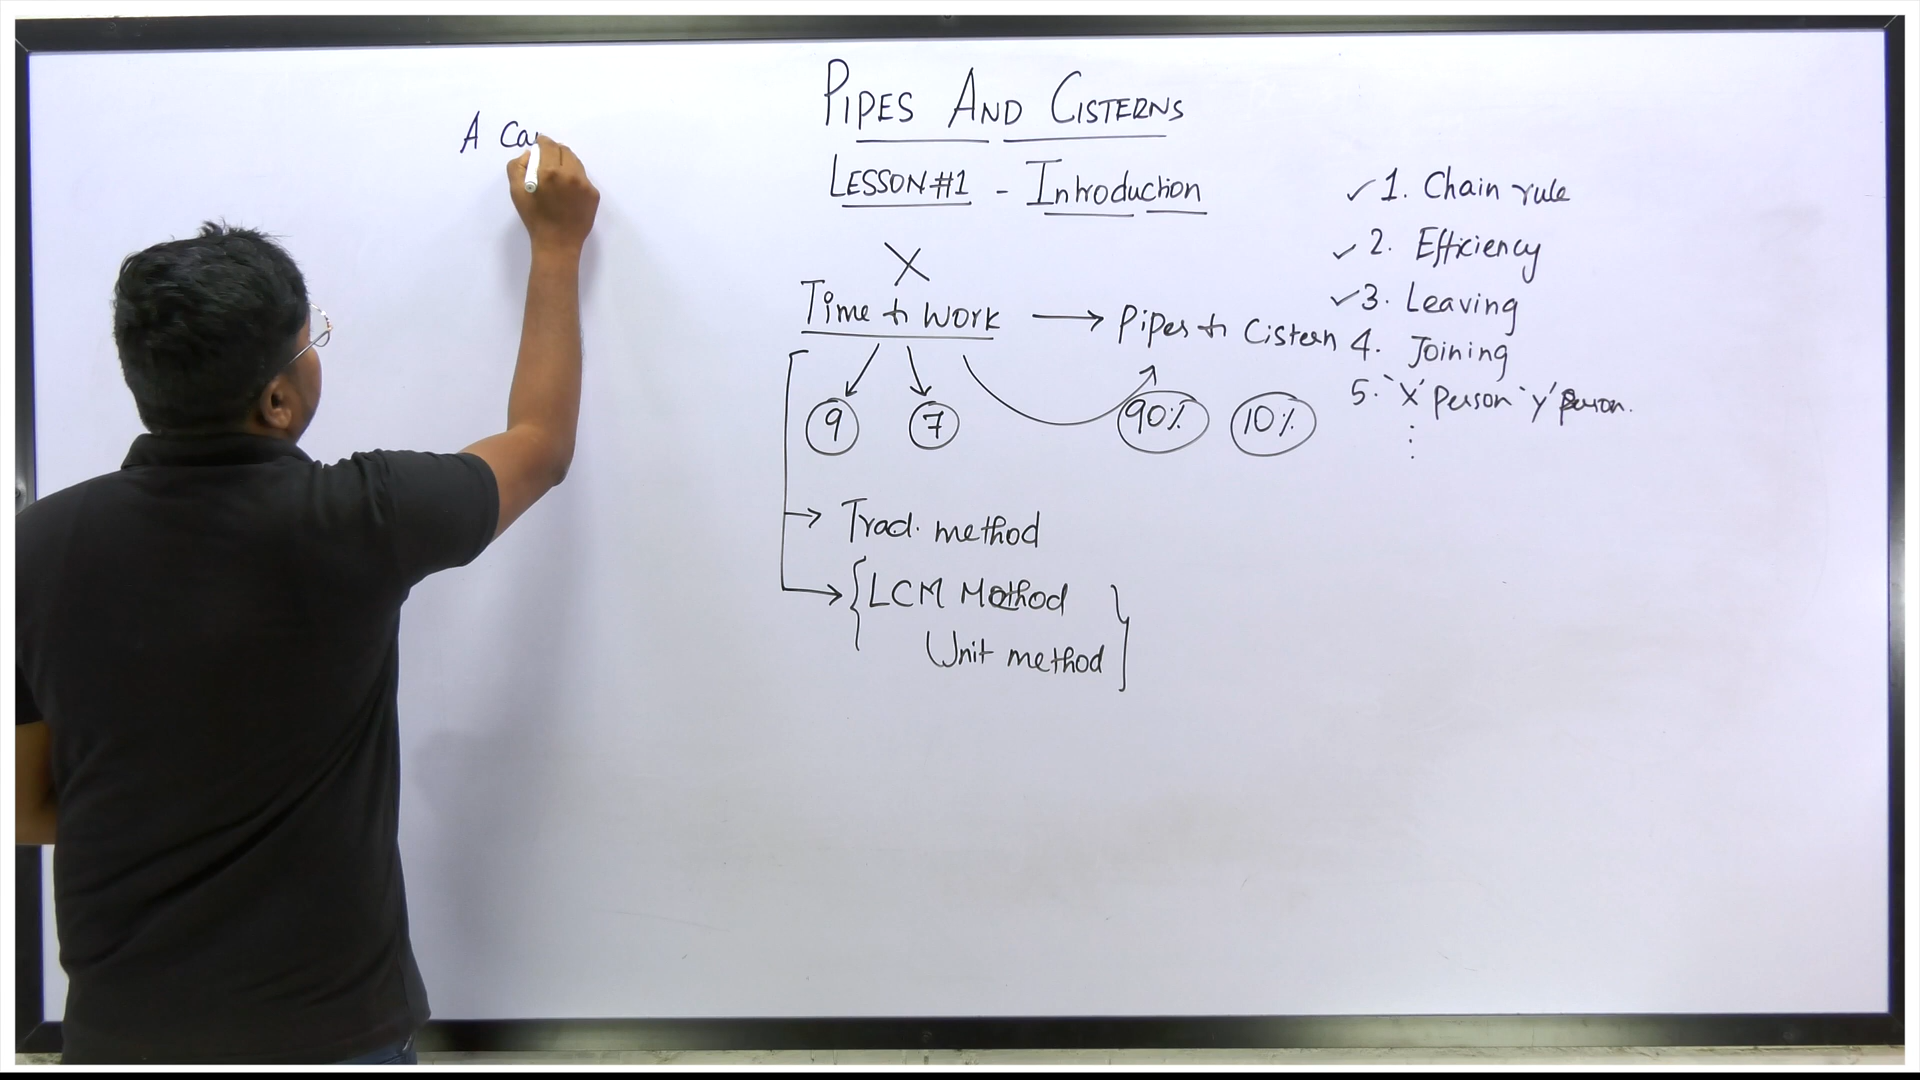 PIPES AND CISTERNS
LESSON #1 - Introduction
A Ca
✓ 1. Chain rule
✓ 2. Efficiency
✓ 3. Leaving
4. Joining
5. 'X' Person 'y' person.
X
Time & Work → Pipes & Cistern
9 7 90% 10%
→ Trad. method
→ { LCM Method
Unit method }